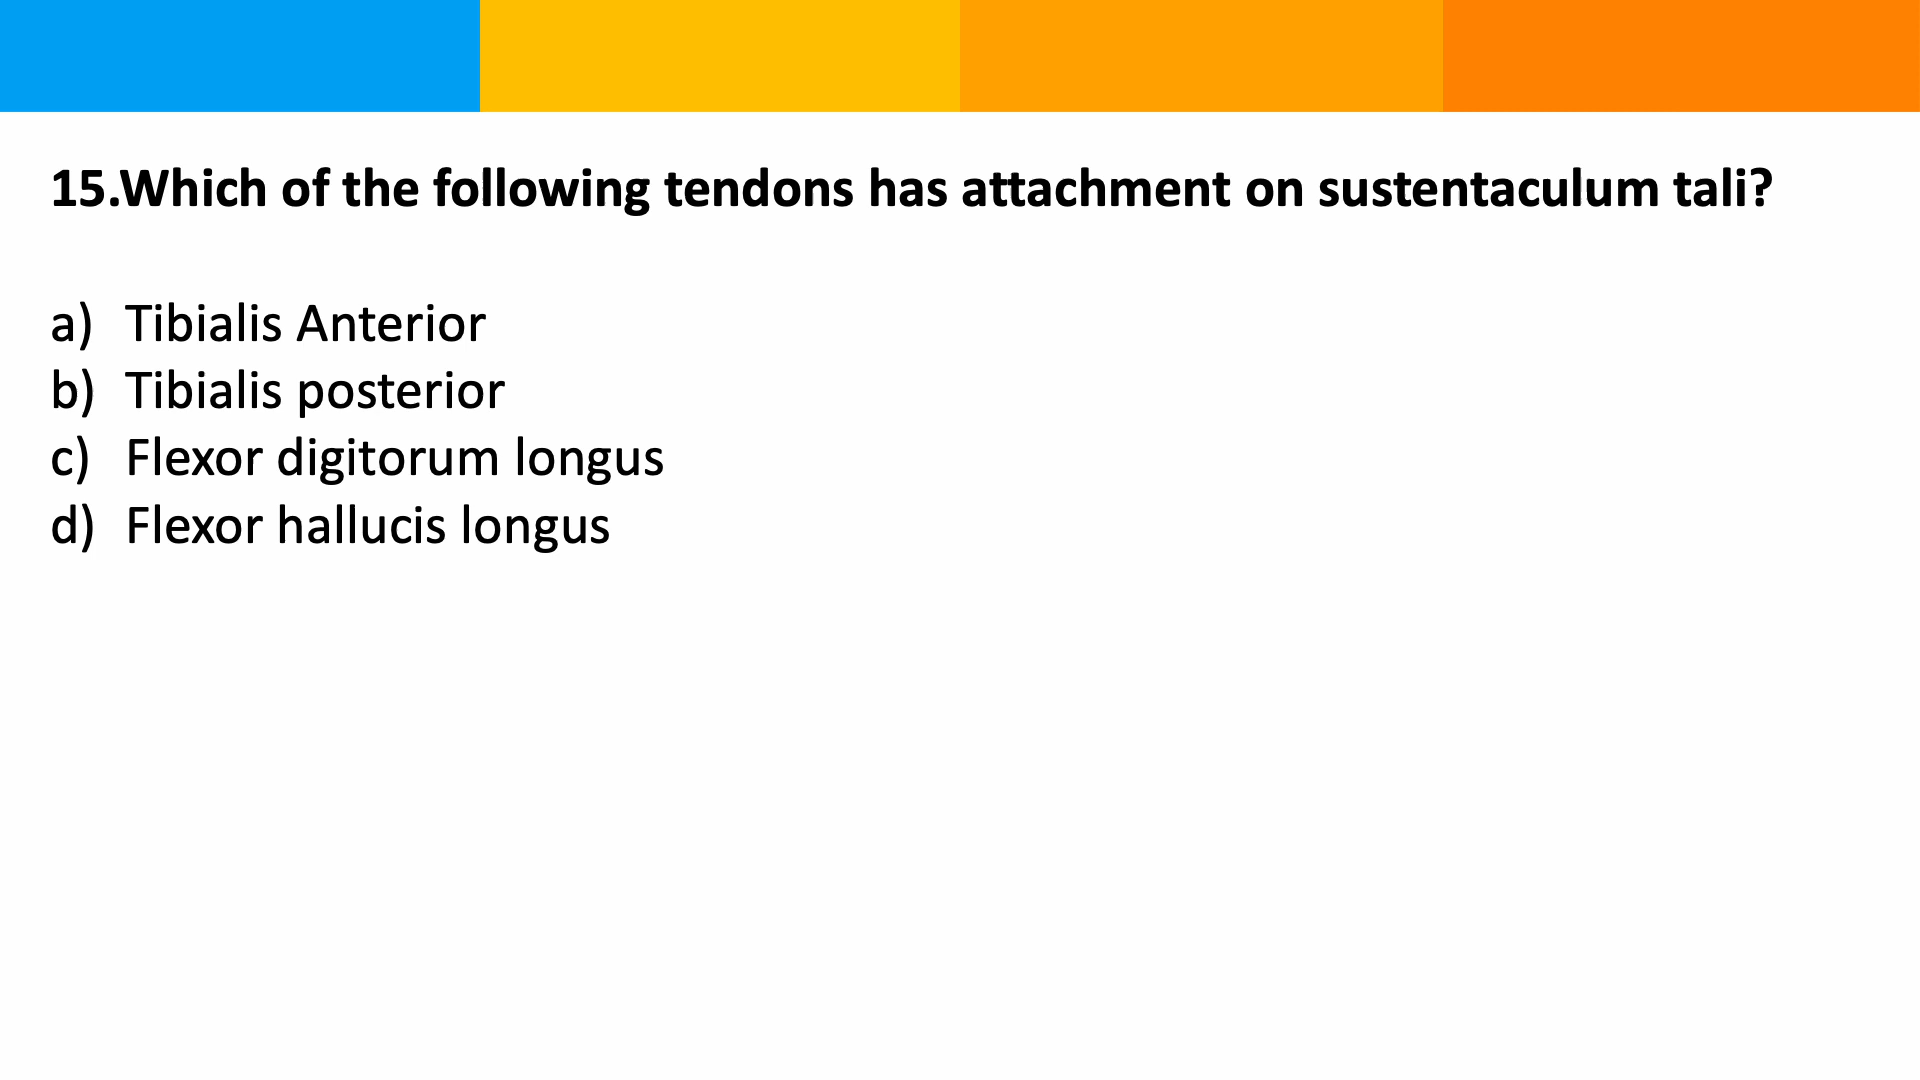 15.Which of the following tendons has attachment on sustentaculum tali?
a) Tibialis Anterior
b) Tibialis posterior
c) Flexor digitorum longus
d) Flexor hallucis longus